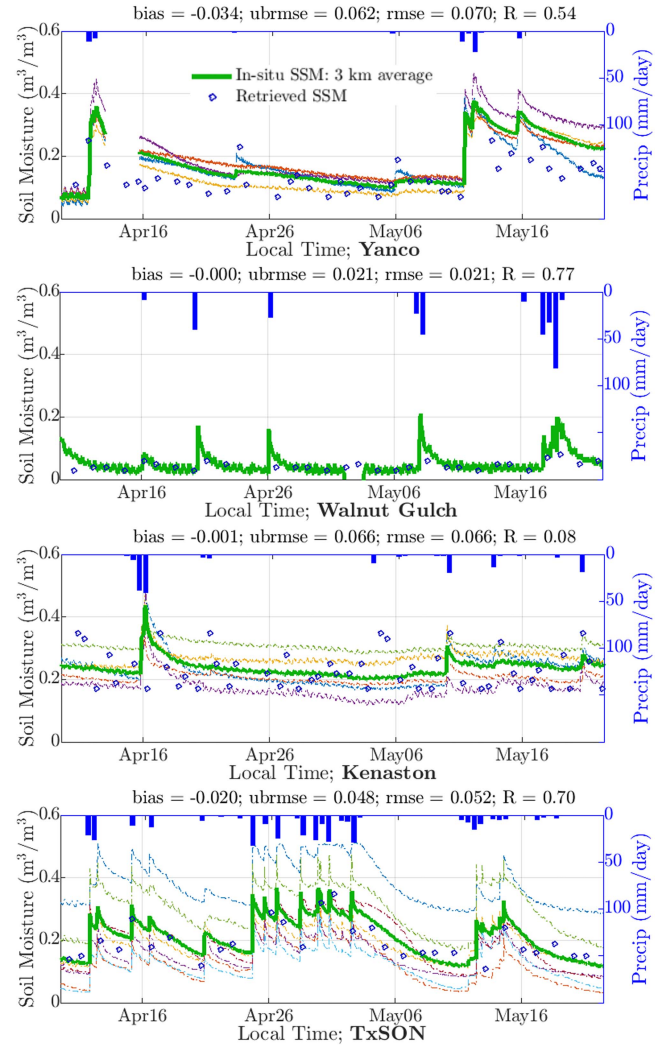 bias = -0.034; ubrmse = 0.062; rmse = 0.070; R = 0.54
0.6
0.4
0.2
0
Soil Moisture (m³/m³)
In-situ SSM: 3 km average
Retrieved SSM
0
50
100
Precip (mm/day)
Apr16 Apr26 May06 May16
Local Time; Yanco
bias = -0.000; ubrmse = 0.021; rmse = 0.021; R = 0.77
0.6
0.4
0.2
0
Soil Moisture (m³/m³)
0
50
100
Precip (mm/day)
Apr16 Apr26 May06 May16
Local Time; Walnut Gulch
bias = -0.001; ubrmse = 0.066; rmse = 0.066; R = 0.08
0.6
0.4
0.2
0
Soil Moisture (m³/m³)
0
50
100
Precip (mm/day)
Apr16 Apr26 May06 May16
Local Time; Kenaston
bias = -0.020; ubrmse = 0.048; rmse = 0.052; R = 0.70
0.6
0.4
0.2
0
Soil Moisture (m³/m³)
0
50
100
Precip (mm/day)
Apr16 Apr26 May06 May16
Local Time; TxSON